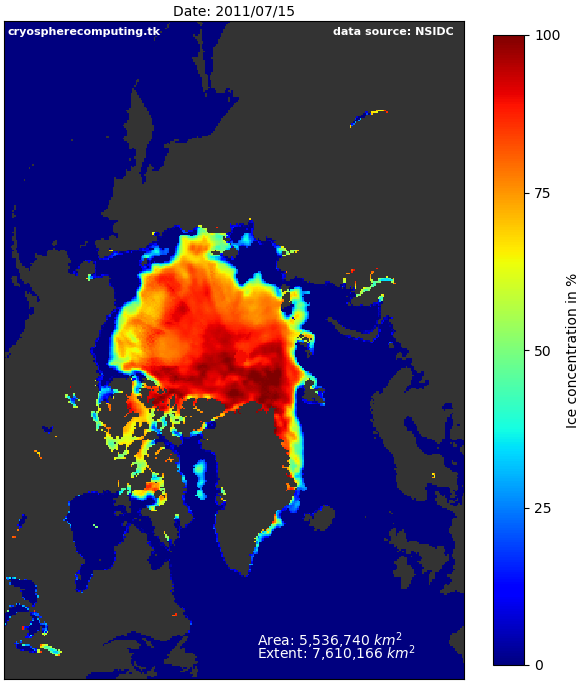 Date: 2011/07/15
cryospherecomputing.tk data source: NSIDC
100
75
50
25
0
Ice concentration in %
Area: 5,536,740 km²
Extent: 7,610,166 km²